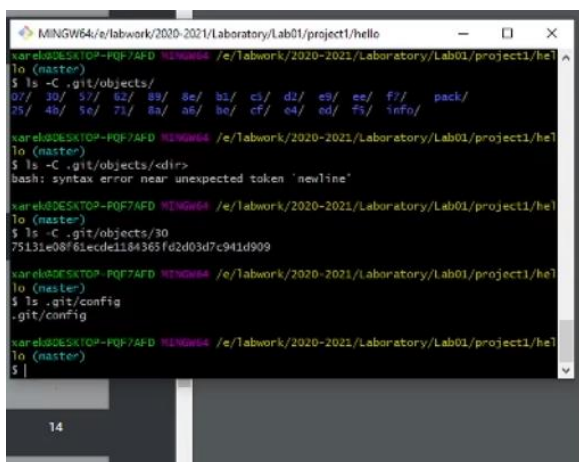 MINGW64:/e/labwork/2020-2021/Laboratory/Lab01/project1/hello
xarek@DESKTOP-PQF7AFD MINGW64 /e/labwork/2020-2021/Laboratory/Lab01/project1/hel
lo (master)
$ ls -C .git/objects/
07/ 30/ 57/ 62/ 89/ 8e/ b1/ c5/ d2/ e9/ ee/ f7/ pack/
25/ 4b/ 5e/ 71/ 8a/ a6/ be/ cf/ e4/ ed/ f5/ info/
xarek@DESKTOP-PQF7AFD MINGW64 /e/labwork/2020-2021/Laboratory/Lab01/project1/hel
lo (master)
$ ls -C .git/objects/<dir>
bash: syntax error near unexpected token `newline'
xarek@DESKTOP-PQF7AFD MINGW64 /e/labwork/2020-2021/Laboratory/Lab01/project1/hel
lo (master)
$ ls -C .git/objects/30
75131e08f61ecde1184365fd2d03d7c941d909
xarek@DESKTOP-PQF7AFD MINGW64 /e/labwork/2020-2021/Laboratory/Lab01/project1/hel
lo (master)
$ ls .git/config
.git/config
xarek@DESKTOP-PQF7AFD MINGW64 /e/labwork/2020-2021/Laboratory/Lab01/project1/hel
lo (master)
$
14